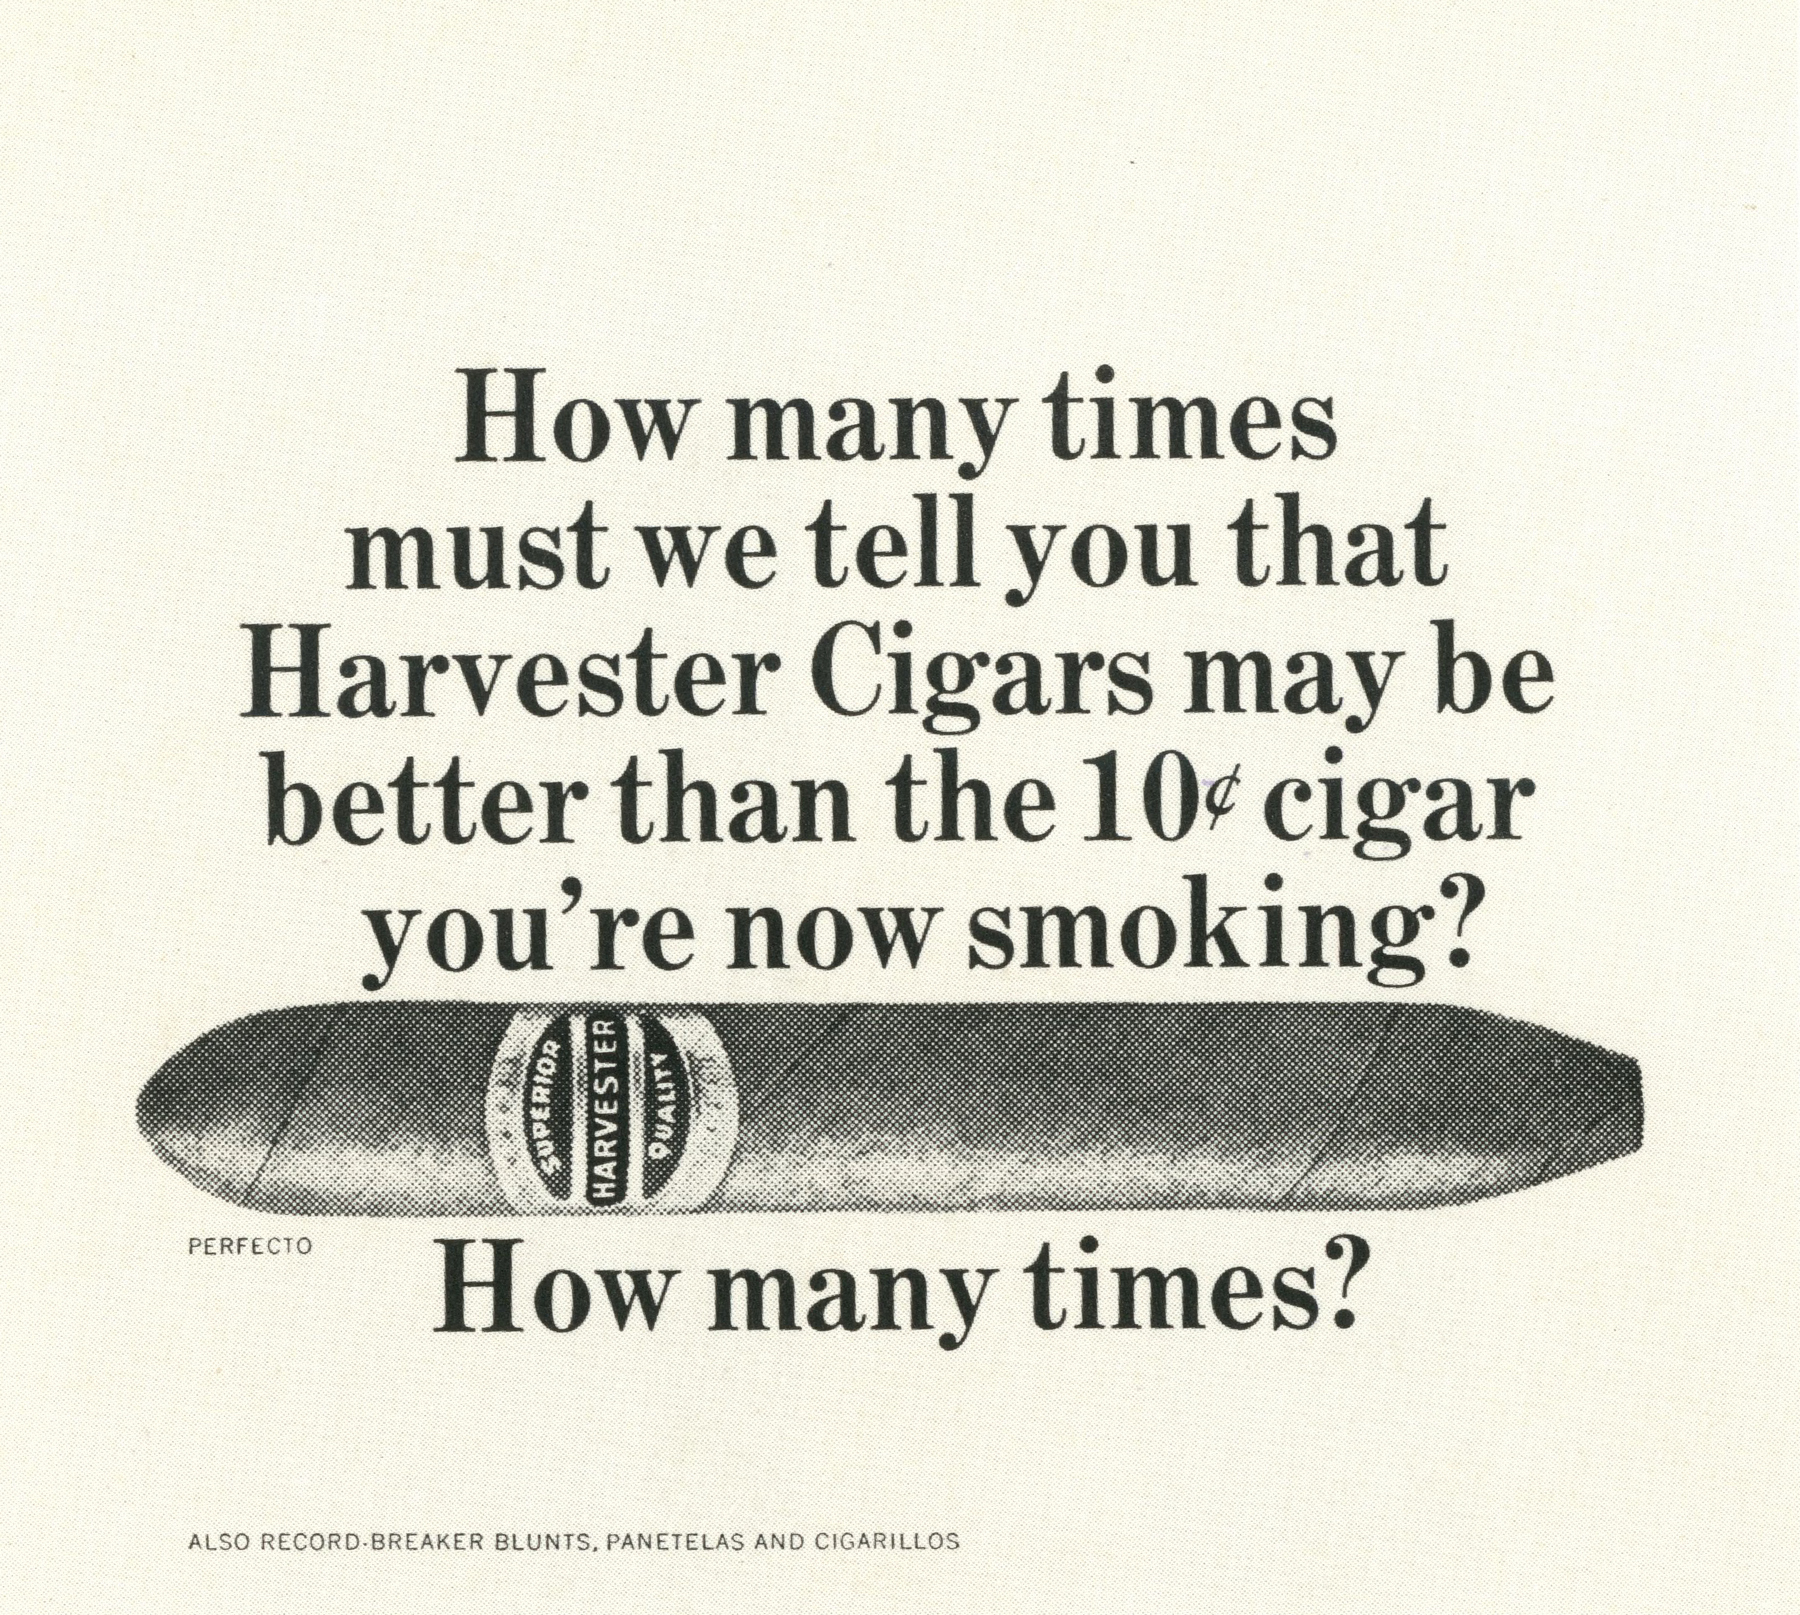 How many times
must we tell you that
Harvester Cigars may be
better than the 10¢ cigar
you're now smoking?
SUPERIOR
HARVESTER
QUALITY
PERFECTO
How many times?
ALSO RECORD-BREAKER BLUNTS, PANETELAS AND CIGARILLOS